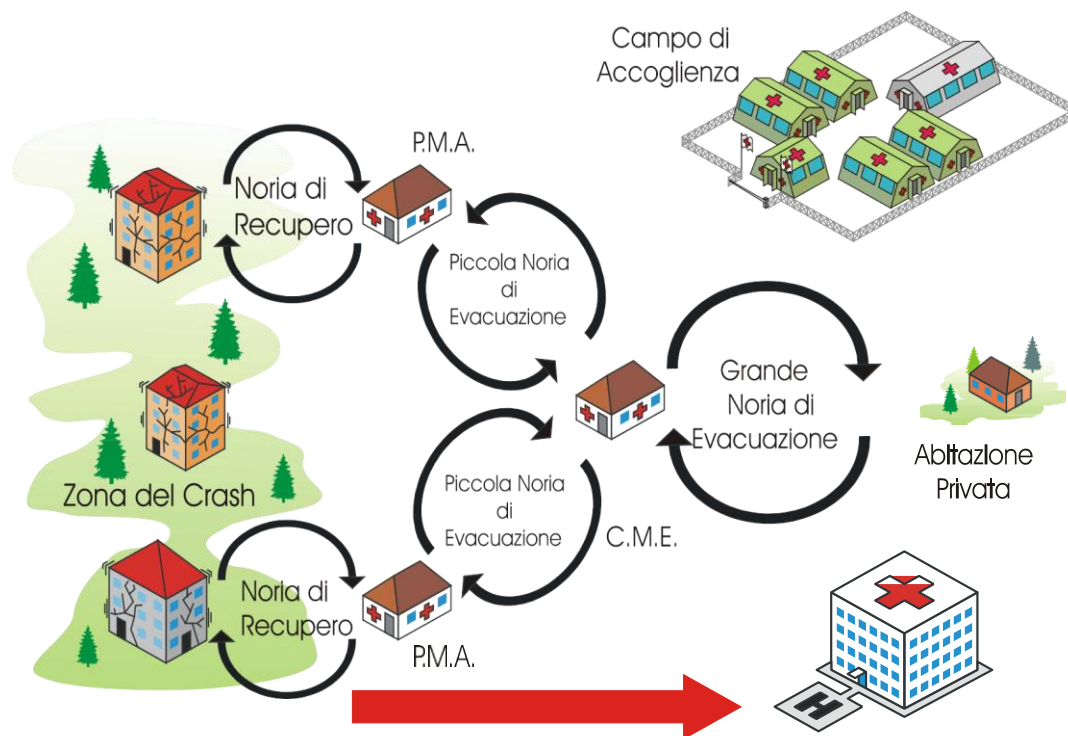 Campo di
Accoglienza
P.M.A.
Noria di
Recupero
Piccola Noria
di
Evacuazione
Grande
Noria di
Evacuazione
Abitazione
Privata
Zona del Crash
Piccola Noria
di
Evacuazione
C.M.E.
Noria di
Recupero
P.M.A.
H